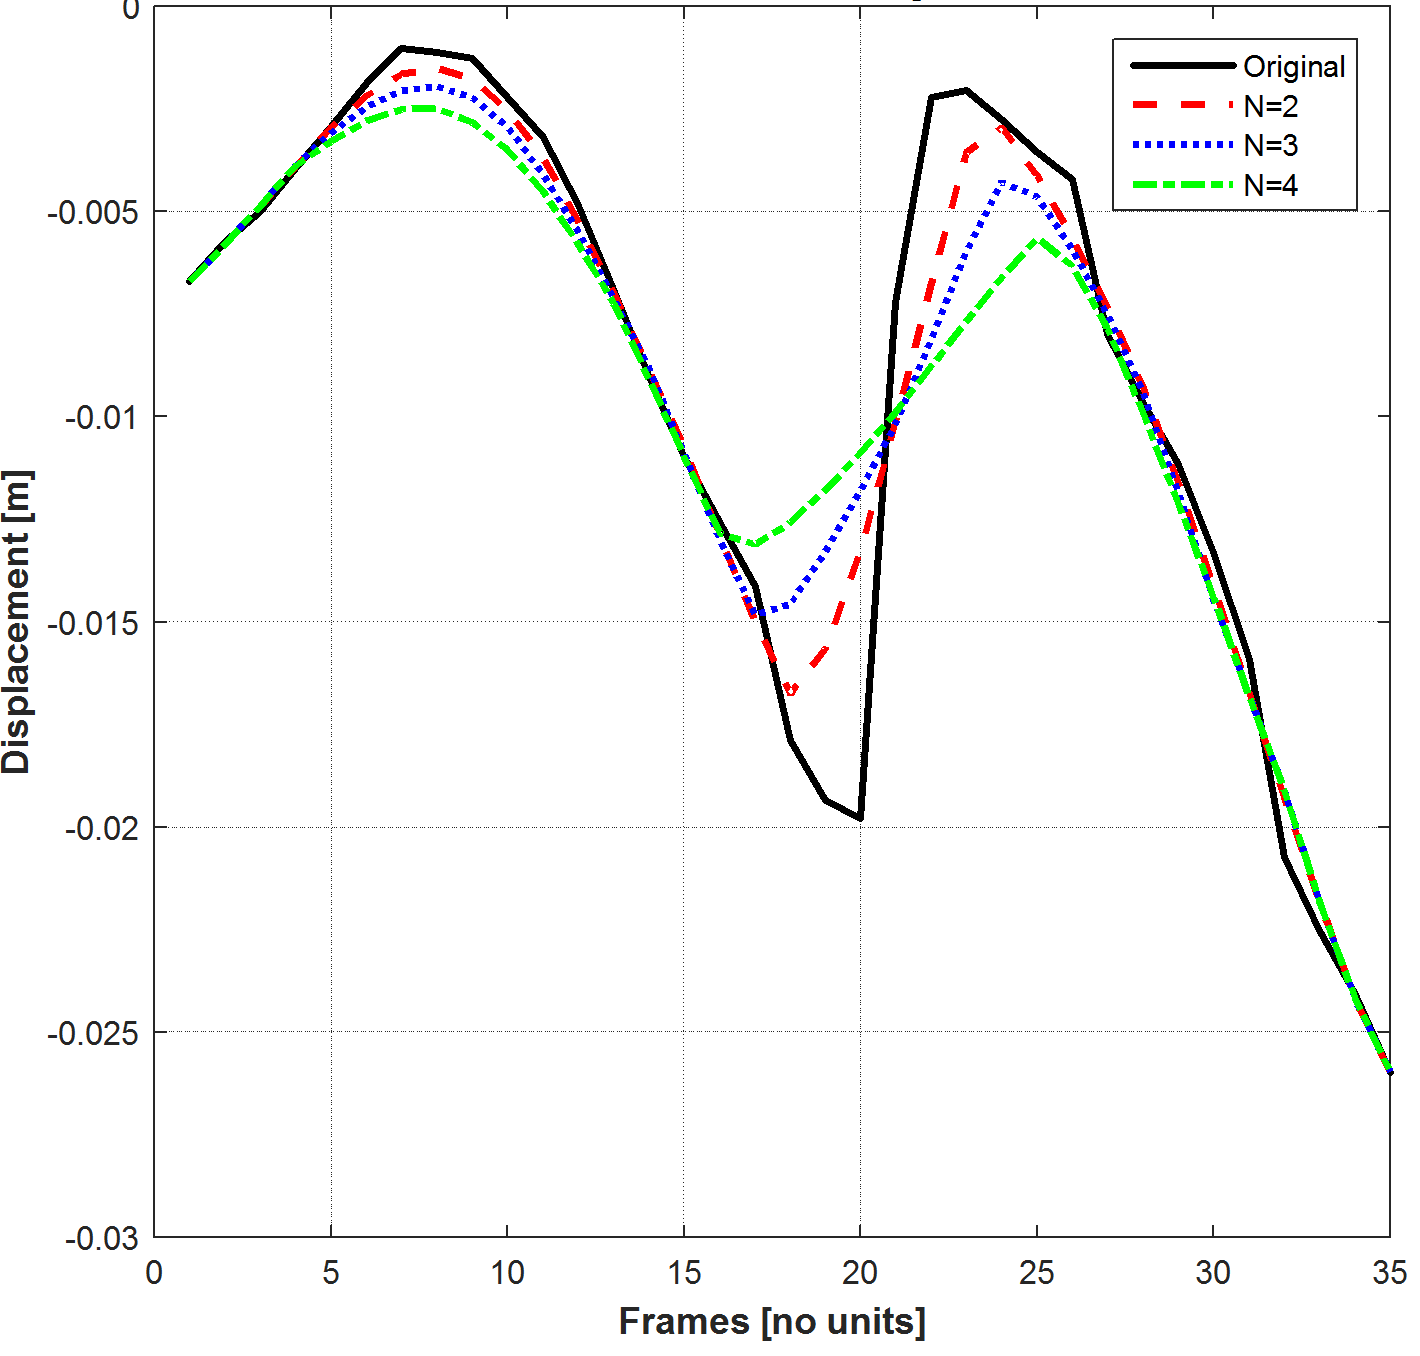 0
-0.005
-0.01
-0.015
-0.02
-0.025
-0.03
Displacement [m]
Original
N=2
N=3
N=4
0 5 10 15 20 25 30 35
Frames [no units]